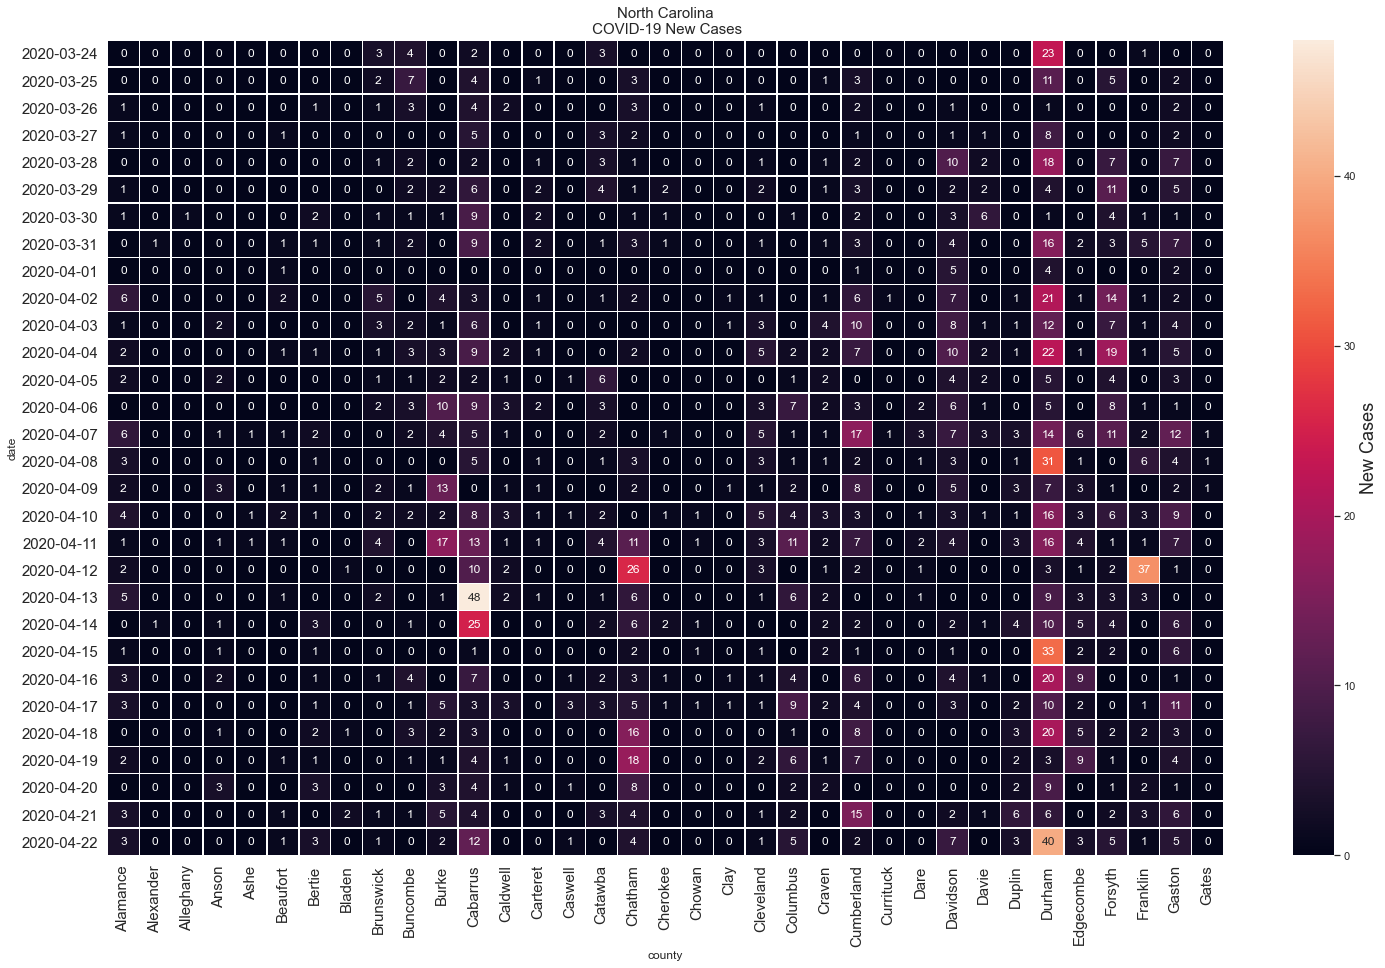 North Carolina
COVID-19 New Cases
2020-03-24 0 0 0 0 0 0 0 0 3 4 0 2 0 0 0 3 0 0 0 0 0 0 0 0 0 0 0 0 0 23 0 0 1 0 0
2020-03-25 0 0 0 0 0 0 0 0 2 7 0 4 0 1 0 0 3 0 0 0 0 0 1 3 0 0 0 0 0 11 0 5 0 2 0
2020-03-26 1 0 0 0 0 0 1 0 1 3 0 4 2 0 0 0 3 0 0 0 1 0 0 2 0 0 1 0 0 1 0 0 0 2 0
2020-03-27 1 0 0 0 0 1 0 0 0 0 0 5 0 0 0 3 2 0 0 0 0 0 0 1 0 0 1 1 0 8 0 0 0 2 0
2020-03-28 0 0 0 0 0 0 0 0 1 2 0 2 0 1 0 3 1 0 0 0 1 0 1 2 0 0 10 2 0 18 0 7 0 7 0
2020-03-29 1 0 0 0 0 0 0 0 0 2 2 6 0 2 0 4 1 2 0 0 2 0 1 3 0 0 2 2 0 4 0 11 0 5 0
2020-03-30 1 0 1 0 0 0 2 0 1 1 1 9 0 2 0 0 1 1 0 0 0 1 0 2 0 0 3 6 0 1 0 4 1 1 0
2020-03-31 0 1 0 0 0 1 1 0 1 2 0 9 0 2 0 1 3 1 0 0 1 0 1 3 0 0 4 0 0 16 2 3 5 7 0
2020-04-01 0 0 0 0 0 1 0 0 0 0 0 0 0 0 0 0 0 0 0 0 0 0 0 1 0 0 5 0 0 4 0 0 0 2 0
2020-04-02 6 0 0 0 0 2 0 0 5 0 4 3 0 1 0 1 2 0 0 1 1 0 1 6 1 0 7 0 1 21 1 14 1 2 0
2020-04-03 1 0 0 2 0 0 0 0 3 2 1 6 0 1 0 0 0 0 0 1 3 0 4 10 0 0 8 1 1 12 0 7 1 4 0
2020-04-04 2 0 0 0 0 1 1 0 1 3 3 9 2 1 0 0 2 0 0 0 5 2 2 7 0 0 10 2 1 22 1 19 1 5 0
2020-04-05 2 0 0 2 0 0 0 0 1 1 2 2 1 0 1 6 0 0 0 0 0 1 2 0 0 0 4 2 0 5 0 4 0 3 0
2020-04-06 0 0 0 0 0 0 0 0 2 3 10 9 3 2 0 3 0 0 0 0 3 7 2 3 0 2 6 1 0 5 0 8 1 1 0
2020-04-07 6 0 0 1 1 1 2 0 0 2 4 5 1 0 0 2 0 1 0 0 5 1 1 17 1 3 7 3 3 14 6 11 2 12 1
2020-04-08 3 0 0 0 0 0 1 0 0 0 0 5 0 1 0 1 3 0 0 0 3 1 1 2 0 1 3 0 1 31 1 0 6 4 1
2020-04-09 2 0 0 3 0 1 1 0 2 1 13 0 1 1 0 0 2 0 0 1 1 2 0 8 0 0 5 0 3 7 3 1 0 2 1
2020-04-10 4 0 0 0 1 2 1 0 2 2 2 8 3 1 1 2 0 1 1 0 5 4 3 3 0 1 3 1 1 16 3 6 3 9 0
2020-04-11 1 0 0 1 1 1 0 0 4 0 17 13 1 1 0 4 11 0 1 0 3 11 2 7 0 2 4 0 3 16 4 1 1 7 0
2020-04-12 2 0 0 0 0 0 0 1 0 0 0 10 2 0 0 0 26 0 0 0 3 0 1 2 0 1 0 0 0 3 1 2 37 1 0
2020-04-13 5 0 0 0 0 1 0 0 2 0 1 48 2 1 0 1 6 0 0 0 1 6 2 0 0 1 0 0 0 9 3 3 3 0 0
2020-04-14 0 1 0 1 0 0 3 0 0 1 0 25 0 0 0 2 6 2 1 0 0 0 2 2 0 0 2 1 4 10 5 4 0 6 0
2020-04-15 1 0 0 1 0 0 1 0 0 0 0 1 0 0 0 0 2 0 1 0 1 0 2 1 0 0 1 0 0 33 2 2 0 6 0
2020-04-16 3 0 0 2 0 0 1 0 1 4 0 7 0 0 1 2 3 1 0 1 1 4 0 6 0 0 4 1 0 20 9 0 0 1 0
2020-04-17 3 0 0 0 0 0 1 0 0 1 5 3 3 0 3 3 5 1 1 1 1 9 2 4 0 0 3 0 2 10 2 0 1 11 0
2020-04-18 0 0 0 1 0 0 2 1 0 3 2 3 0 0 0 0 16 0 0 0 0 1 0 8 0 0 0 0 3 20 5 2 2 3 0
2020-04-19 2 0 0 0 0 1 1 0 0 1 1 4 1 0 0 0 18 0 0 0 2 6 1 7 0 0 0 0 2 3 9 1 0 4 0
2020-04-20 0 0 0 3 0 0 3 0 0 0 3 4 1 0 1 0 8 0 0 0 0 2 2 0 0 0 0 0 2 9 0 1 2 1 0
2020-04-21 3 0 0 0 0 1 0 2 1 1 5 4 0 0 0 3 4 0 0 0 1 2 0 15 0 0 2 1 6 6 0 2 3 6 0
2020-04-22 3 0 0 0 0 1 3 0 1 0 2 12 0 0 1 0 4 0 0 0 1 5 0 2 0 0 7 0 3 40 3 5 1 5 0
Alamance Alexander Alleghany Anson Ashe Beaufort Bertie Bladen Brunswick Buncombe Burke Cabarrus Caldwell Carteret Caswell Catawba Chatham Cherokee Chowan Clay Cleveland Columbus Craven Cumberland Currituck Dare Davidson Davie Duplin Durham Edgecombe Forsyth Franklin Gaston Gates
county
date
40
30
20
10
0
New Cases